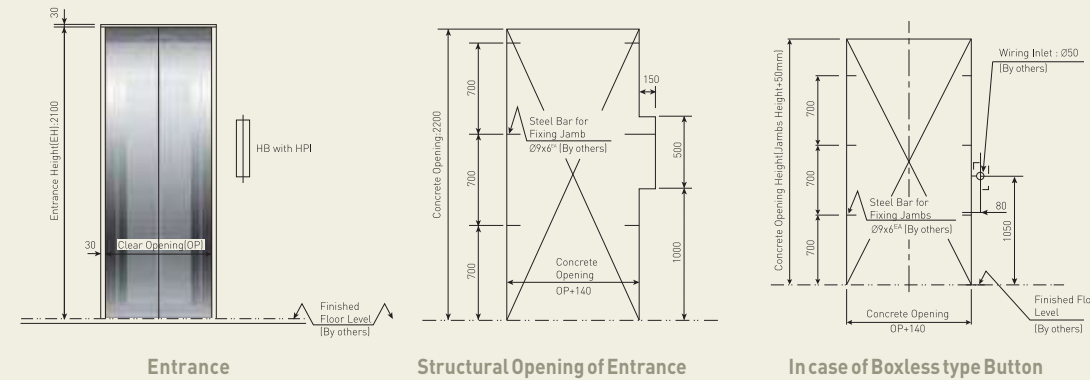 30
Entrance Height(EH):2100
30
Clear Opening(OP)
HB with HPI
Finished
Floor Level
(By others)
Entrance
Concrete Opening:2200
700
700
700
Steel Bar for
Fixing Jamb
Ø9x6EA (By others)
150
500
1000
Concrete
Opening
OP+140
Structural Opening of Entrance
Concrete Opening Height(Jambs Height+50mm)
700
700
700
Steel Bar for
Fixing Jambs
Ø9x6EA (By others)
Wiring Inlet : Ø50
(By others)
80
1050
Concrete Opening
OP+140
Finished Flo
Level
(By others)
In case of Boxless type Button